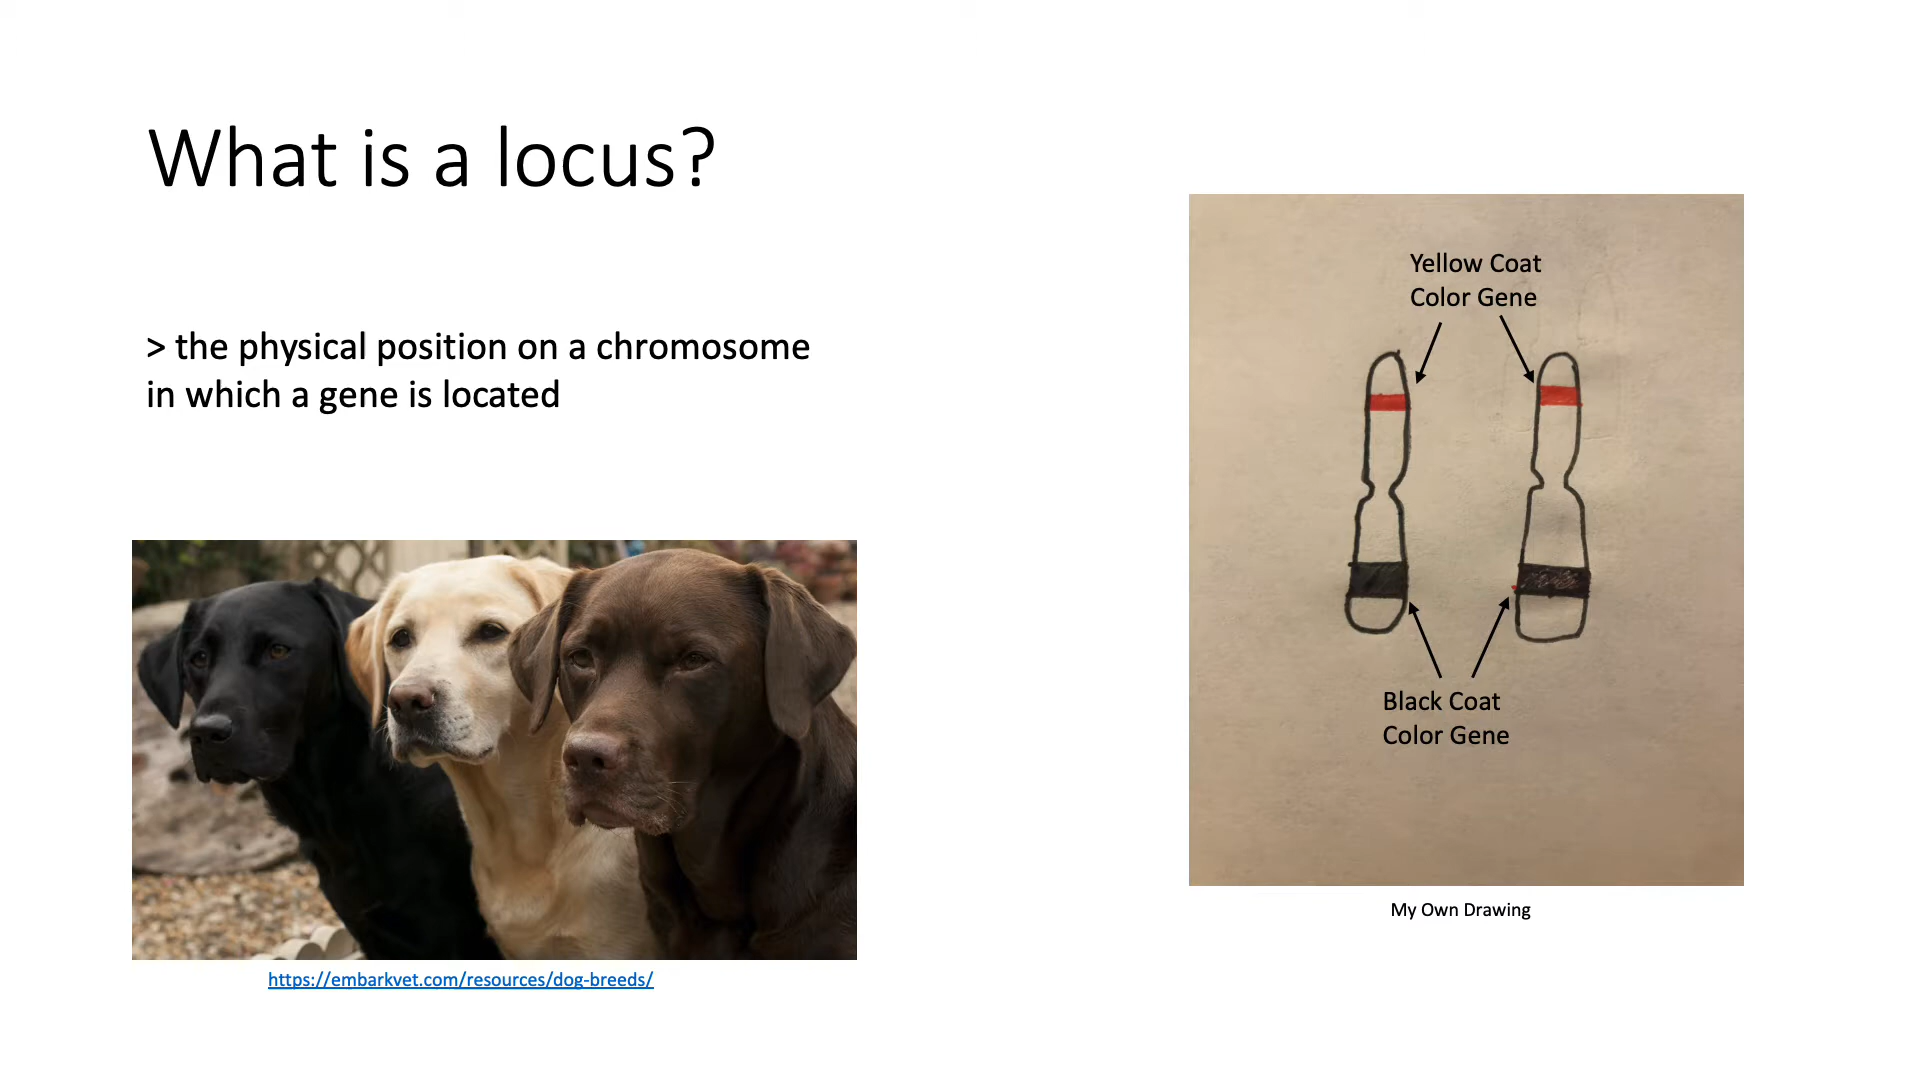 What is a locus?
> the physical position on a chromosome
in which a gene is located
https://embarkvet.com/resources/dog-breeds/
Yellow Coat
Color Gene
Black Coat
Color Gene
My Own Drawing